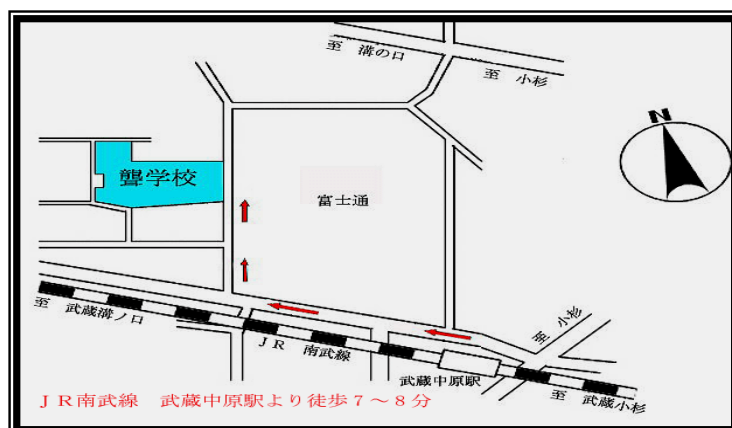 至 溝の口
至 小杉
N
聾学校
富士通
至 武蔵溝ノ口
JR 南武線
武蔵中原駅
至 小杉
至 武蔵小杉
JR南武線 武蔵中原駅より徒歩7～8分